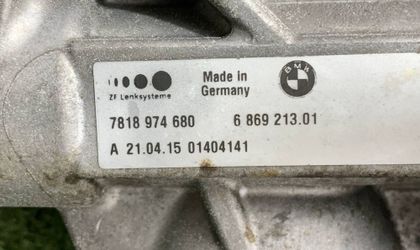 Made in
Germany
BMW
ZF Lenksysteme
7818 974 680 6 869 213.01
A 21.04.15 01404141